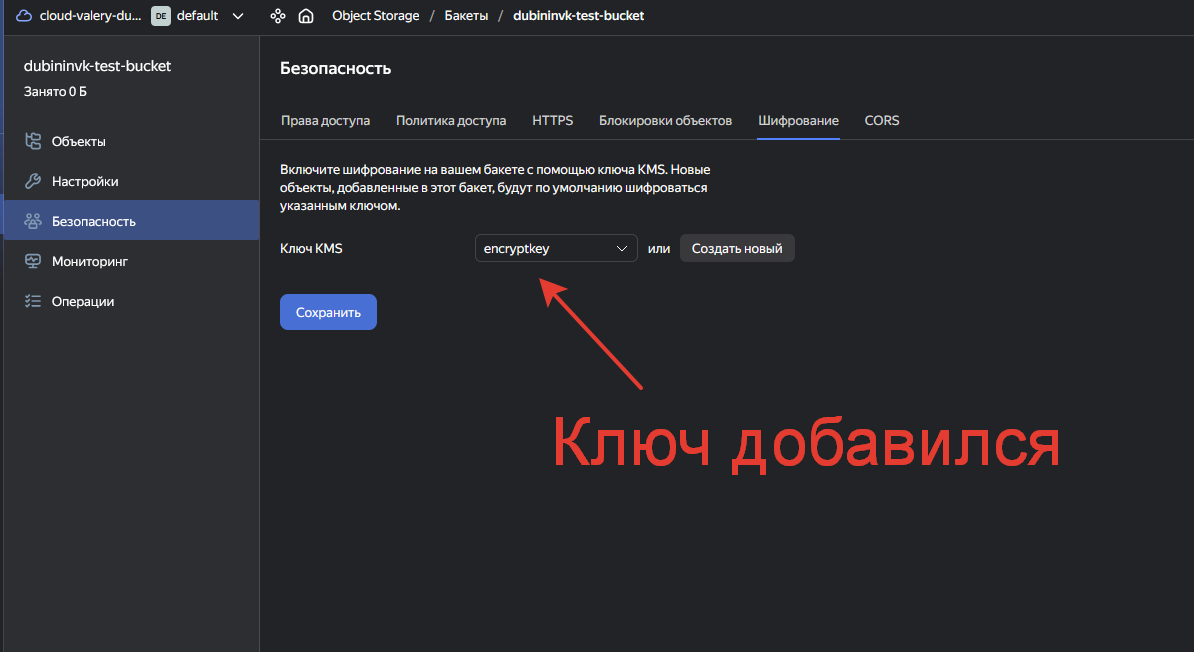 cloud-valery-du... DE default Object Storage / Бакеты / dubininvk-test-bucket
dubininvk-test-bucket
Занято 0 Б
Объекты
Настройки
Безопасность
Мониторинг
Операции
Безопасность
Права доступа Политика доступа HTTPS Блокировки объектов Шифрование CORS
Включите шифрование на вашем бакете с помощью ключа KMS. Новые
объекты, добавленные в этот бакет, будут по умолчанию шифроваться
указанным ключом.
Ключ KMS encryptkey или Создать новый
Сохранить
Ключ добавился